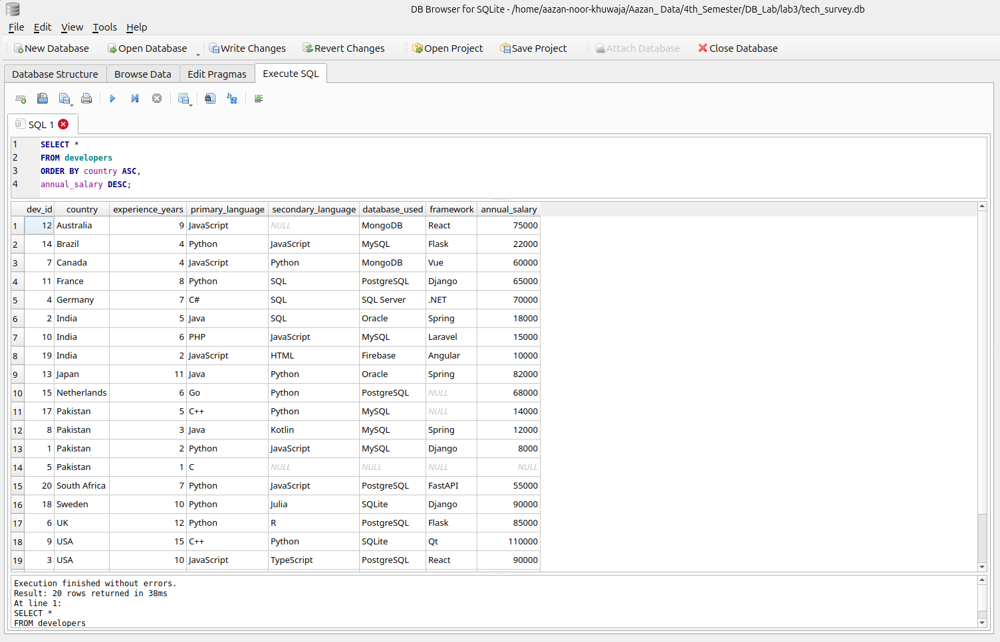 DB Browser for SQLite - /home/aazan-noor-khuwaja/Aazan_ Data/4th_Semester/DB_Lab/lab3/tech_survey.db
File Edit View Tools Help
New Database Open Database Write Changes Revert Changes Open Project Save Project Attach Database Close Database
Database Structure Browse Data Edit Pragmas Execute SQL
SQL 1
1 SELECT *
2 FROM developers
3 ORDER BY country ASC,
4 annual_salary DESC;
dev_id country experience_years primary_language secondary_language database_used framework annual_salary
1 12 Australia 9 JavaScript NULL MongoDB React 75000
2 14 Brazil 4 Python JavaScript MySQL Flask 22000
3 7 Canada 4 JavaScript Python MongoDB Vue 60000
4 11 France 8 Python SQL PostgreSQL Django 65000
5 4 Germany 7 C# SQL SQL Server .NET 70000
6 2 India 5 Java SQL Oracle Spring 18000
7 10 India 6 PHP JavaScript MySQL Laravel 15000
8 19 India 2 JavaScript HTML Firebase Angular 10000
9 13 Japan 11 Java Python Oracle Spring 82000
10 15 Netherlands 6 Go Python PostgreSQL NULL 68000
11 17 Pakistan 5 C++ Python MySQL NULL 14000
12 8 Pakistan 3 Java Kotlin MySQL Spring 12000
13 1 Pakistan 2 Python JavaScript MySQL Django 8000
14 5 Pakistan 1 C NULL NULL NULL NULL
15 20 South Africa 7 Python JavaScript PostgreSQL FastAPI 55000
16 18 Sweden 10 Python Julia SQLite Django 90000
17 6 UK 12 Python R PostgreSQL Flask 85000
18 9 USA 15 C++ Python SQLite Qt 110000
19 3 USA 10 JavaScript TypeScript PostgreSQL React 90000
Execution finished without errors.
Result: 20 rows returned in 38ms
At line 1:
SELECT *
FROM developers